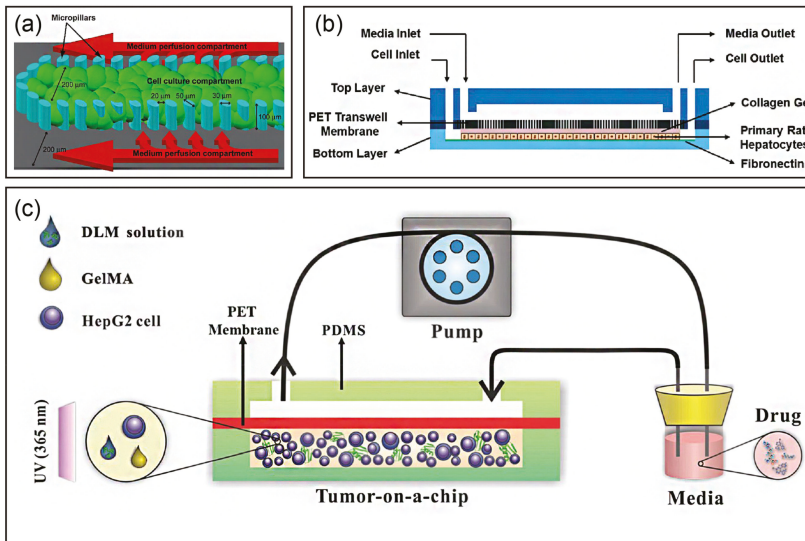 (a)
Micropillars
Medium perfusion compartment
Cell culture compartment
200 µm
20 µm
50 µm
30 µm
100 µm
200 µm
Medium perfusion compartment
(b)
Media Inlet
Cell Inlet
Top Layer
PET Transwell
Membrane
Bottom Layer
Media Outlet
Cell Outlet
Collagen Ge
Primary Rat
Hepatocytes
Fibronectin
(c)
DLM solution
GelMA
HepG2 cell
UV (365 nm)
PET
Membrane
PDMS
Pump
Tumor-on-a-chip
Media
Drug